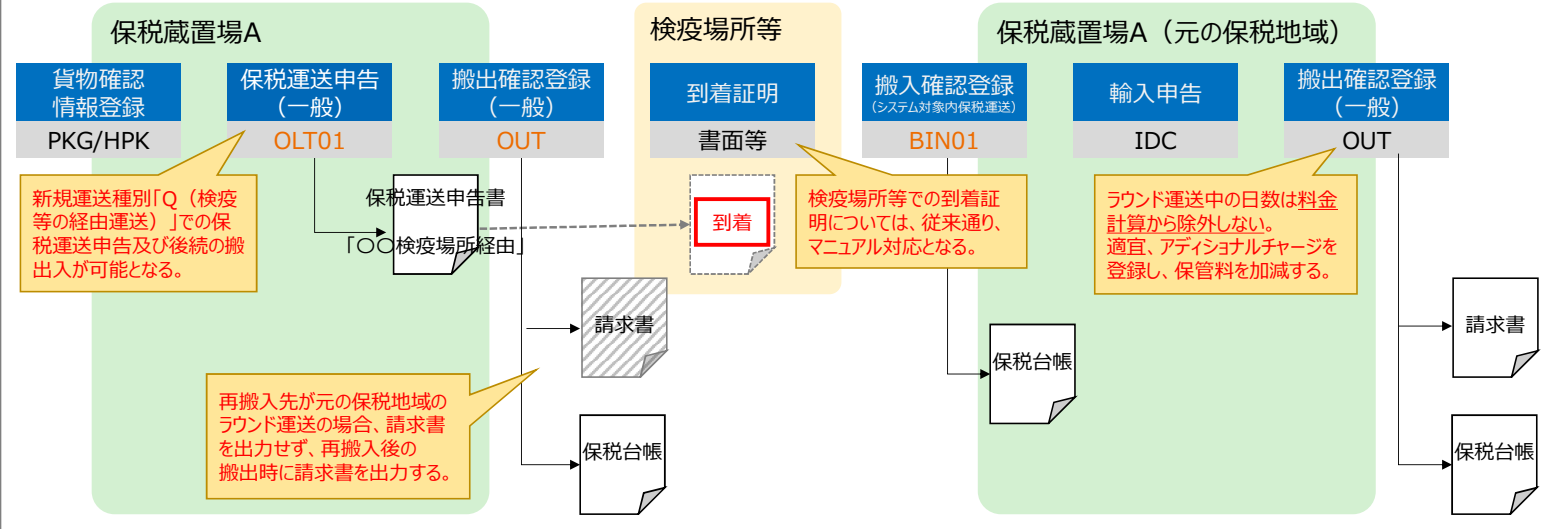 保税蔵置場A
検疫場所等
保税蔵置場A（元の保税地域）
貨物確認
情報登録
PKG/HPK
保税運送申告
（一般）
OLT01
搬出確認登録
（一般）
OUT
到着証明
書面等
搬入確認登録
（システム対象内保税運送）
BIN01
輸入申告
IDC
搬出確認登録
（一般）
OUT
新規運送種別「Q（検疫
等の経由運送）」での保
税運送申告及び後続の搬
出入が可能となる。
保税運送申告書
「〇〇検疫場所経由」
到着
検疫場所等での到着証
明については、従来通り、
マニュアル対応となる。
ラウンド運送中の日数は料金
計算から除外しない。
適宜、アディショナルチャージを
登録し、保管料を加減する。
請求書
再搬入先が元の保税地域の
ラウンド運送の場合、請求書
を出力せず、再搬入後の
搬出時に請求書を出力する。
保税台帳
保税台帳
請求書
保税台帳